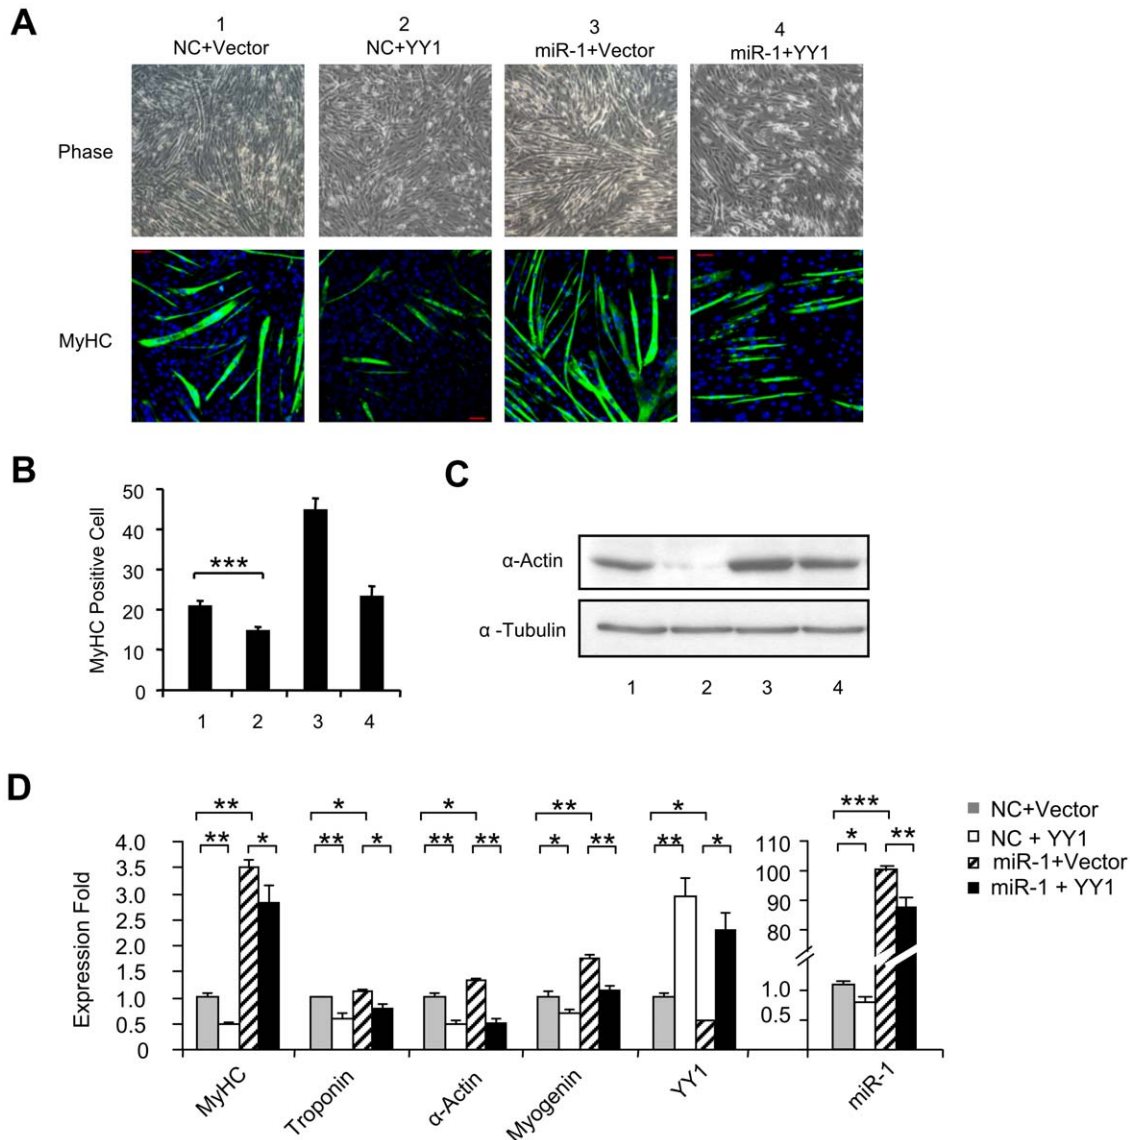 A
1
NC+Vector
2
NC+YY1
3
miR-1+Vector
4
miR-1+YY1
Phase
MyHC
B
MyHC Positive Cell
50
40
30
20
10
0
***
1
2
3
4
C
α-Actin
α -Tubulin
1
2
3
4
D
Expression Fold
4.0
3.5
3.0
2.5
2.0
1.5
1.0
0.5
0
** * * ** * ***
** * ** * ** ** * ** ** * * **
110
100
90
80
1.0
0.5
MyHC
Troponin
α-Actin
Myogenin
YY1
miR-1
NC+Vector
NC + YY1
miR-1+Vector
miR-1 + YY1